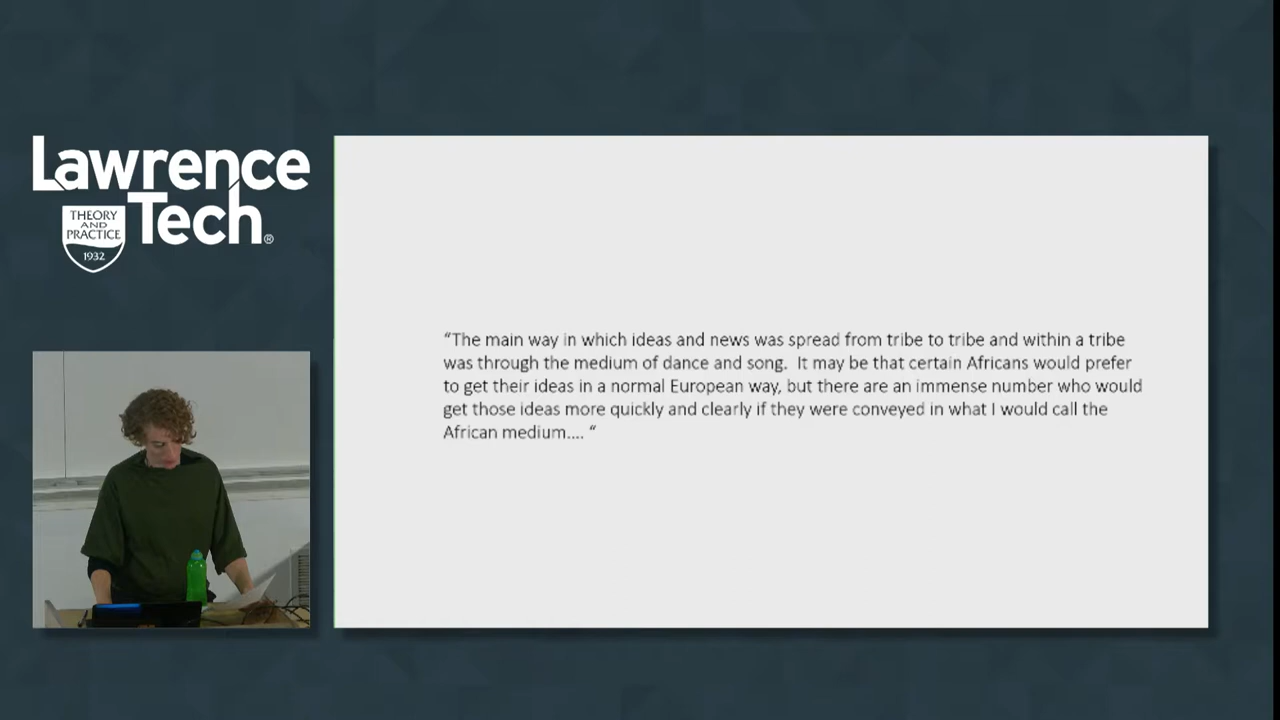 Lawrence
Tech®
THEORY
AND
PRACTICE
1932
“The main way in which ideas and news was spread from tribe to tribe and within a tribe
was through the medium of dance and song.  It may be that certain Africans would prefer
to get their ideas in a normal European way, but there are an immense number who would
get those ideas more quickly and clearly if they were conveyed in what I would call the
African medium.... “